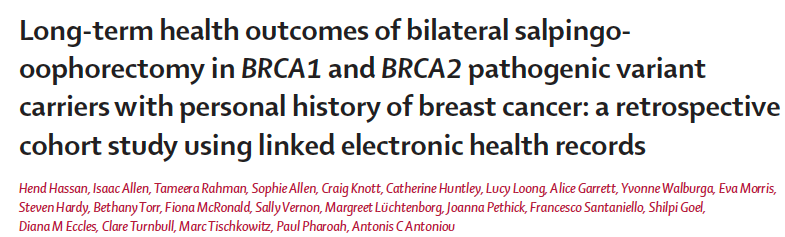 Long-term health outcomes of bilateral salpingo-
oophorectomy in BRCA1 and BRCA2 pathogenic variant
carriers with personal history of breast cancer: a retrospective
cohort study using linked electronic health records
Hend Hassan, Isaac Allen, Tameera Rahman, Sophie Allen, Craig Knott, Catherine Huntley, Lucy Loong, Alice Garrett, Yvonne Walburga, Eva Morris,
Steven Hardy, Bethany Torr, Fiona McRonald, Sally Vernon, Margreet Lüchtenborg, Joanna Pethick, Francesco Santaniello, Shilpi Goel,
Diana M Eccles, Clare Turnbull, Marc Tischkowitz, Paul Pharoah, Antonis C Antoniou